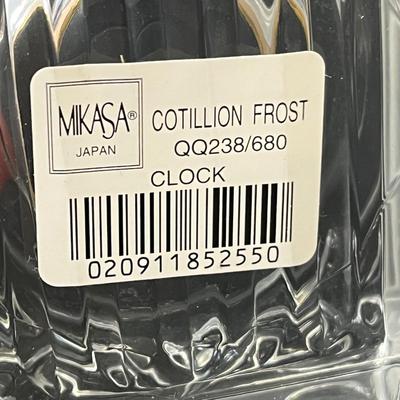 MIKASA®
JAPAN
COTILLION FROST
QQ238/680
CLOCK
020911852550